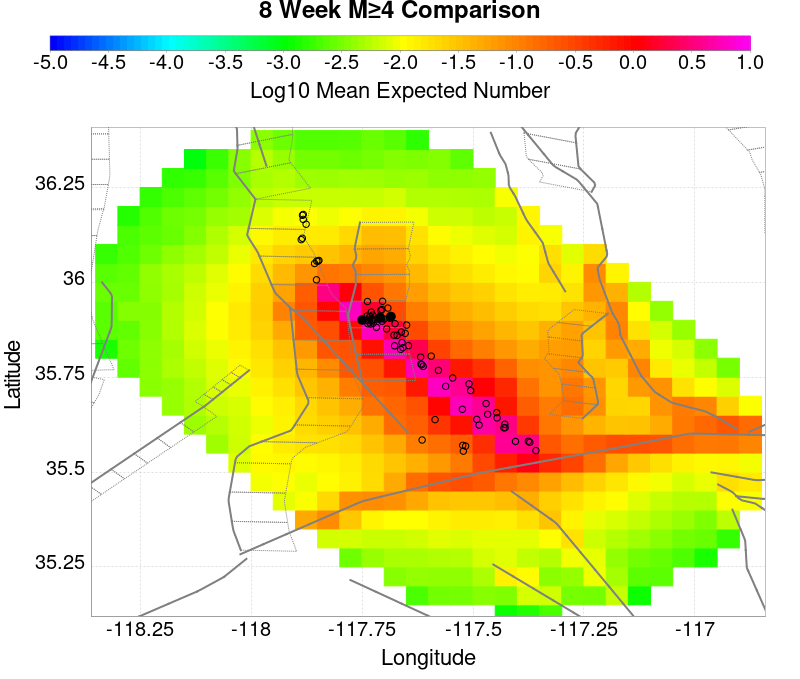 8 Week M≥4 Comparison
-5.0 -4.5 -4.0 -3.5 -3.0 -2.5 -2.0 -1.5 -1.0 -0.5 0.0 0.5 1.0
Log10 Mean Expected Number
36.25
36
35.75
35.5
35.25
Latitude
-118.25 -118 -117.75 -117.5 -117.25 -117
Longitude